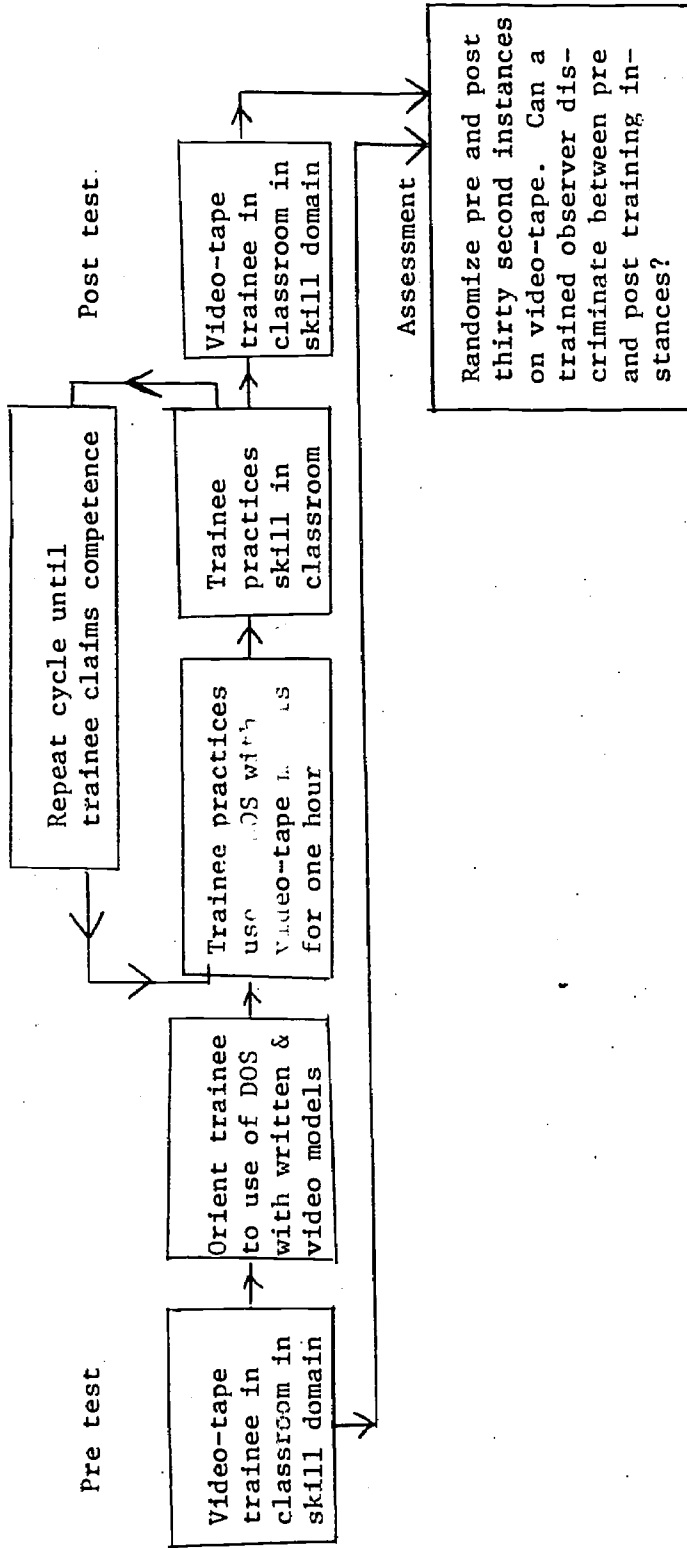 Pre test
Video-tape
trainee in
classroom in
skill domain
Orient trainee
to use of DOS
with written &
video models
Trainee practices
use OS with
Video-tape
for one hour
Repeat cycle until
trainee claims competence
Trainee
practices
skill in
classroom
Post test.
Video-tape
trainee in
classroom in
skill domain
Assessment
Randomize pre and post
thirty second instances
on video-tape. Can a
trained observer dis-
criminate between pre
and post training in-
stances?